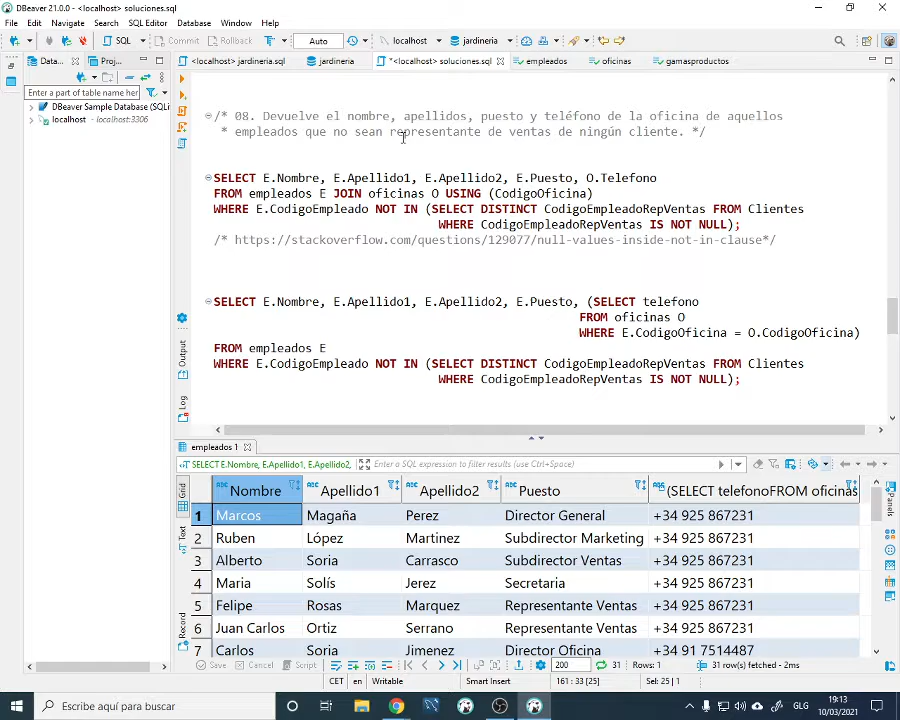 DBeaver 21.0.0 - <localhost> soluciones.sql
File Edit Navigate Search SQL Editor Database Window Help
SQL Commit Rollback Auto localhost jardineria
Data... Proj... <localhost> jardineria.sql jardineria *<localhost> soluciones.sql empleados oficinas gamasproductos
Enter a part of table name her
DBeaver Sample Database (SQLi
localhost - localhost:3306
/* 08. Devuelve el nombre, apellidos, puesto y teléfono de la oficina de aquellos
* empleados que no sean representante de ventas de ningún cliente. */
SELECT E.Nombre, E.Apellido1, E.Apellido2, E.Puesto, O.Telefono
FROM empleados E JOIN oficinas O USING (CodigoOficina)
WHERE E.CodigoEmpleado NOT IN (SELECT DISTINCT CodigoEmpleadoRepVentas FROM Clientes
WHERE CodigoEmpleadoRepVentas IS NOT NULL);
/* https://stackoverflow.com/questions/129077/null-values-inside-not-in-clause*/
SELECT E.Nombre, E.Apellido1, E.Apellido2, E.Puesto, (SELECT telefono
FROM oficinas O
WHERE E.CodigoOficina = O.CodigoOficina)
FROM empleados E
WHERE E.CodigoEmpleado NOT IN (SELECT DISTINCT CodigoEmpleadoRepVentas FROM Clientes
WHERE CodigoEmpleadoRepVentas IS NOT NULL);
Output
Log
empleados 1
SELECT E.Nombre, E.Apellido1, E.Apellido2, Enter a SQL expression to filter results (Ctrl+Space)
Grid
Text
Record
Panels
Nombre Apellido1 Apellido2 Puesto (SELECT telefonoFROM oficinas
1 Marcos Magaña Perez Director General +34 925 867231
2 Ruben López Martinez Subdirector Marketing +34 925 867231
3 Alberto Soria Carrasco Subdirector Ventas +34 925 867231
4 Maria Solís Jerez Secretaria +34 925 867231
5 Felipe Rosas Marquez Representante Ventas +34 925 867231
6 Juan Carlos Ortiz Serrano Representante Ventas +34 925 867231
7 Carlos Soria Jimenez Director Oficina +34 91 7514487
Save Cancel Script 200 31 Rows: 1 31 row(s) fetched - 2ms
CET en Writable Smart Insert 161 : 33 [25] Sel: 25 | 1
Escribe aquí para buscar
19:13
GLG
10/03/2021